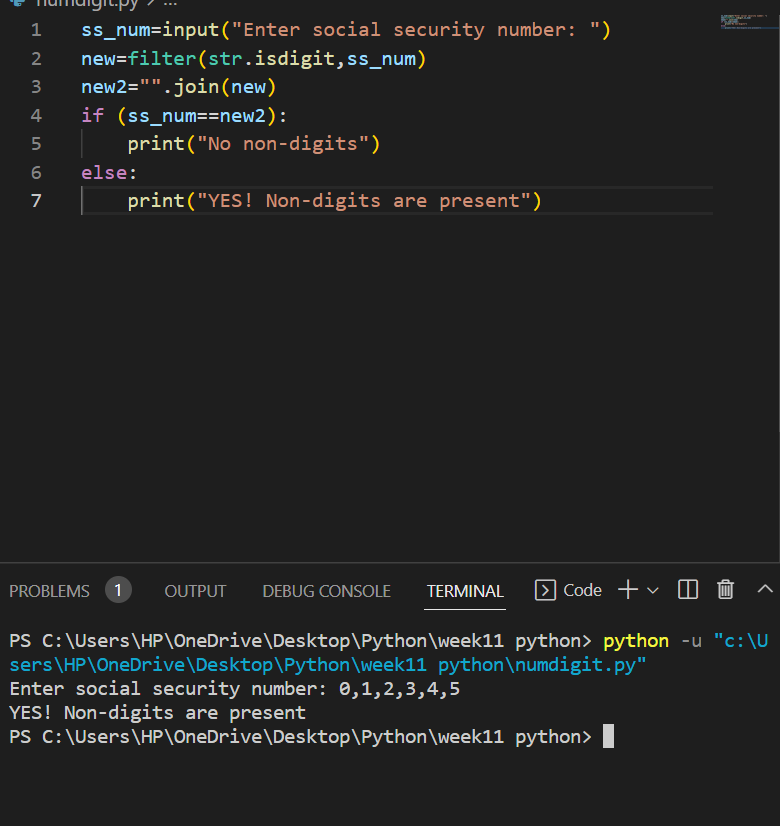 numdigit.py > ...
1 ss_num=input("Enter social security number: ")
2 new=filter(str.isdigit,ss_num)
3 new2="".join(new)
4 if (ss_num==new2):
5     print("No non-digits")
6 else:
7     print("YES! Non-digits are present")
PROBLEMS 1 OUTPUT DEBUG CONSOLE TERMINAL Code
PS C:\Users\HP\OneDrive\Desktop\Python\week11 python> python -u "c:\U
sers\HP\OneDrive\Desktop\Python\week11 python\numdigit.py"
Enter social security number: 0,1,2,3,4,5
YES! Non-digits are present
PS C:\Users\HP\OneDrive\Desktop\Python\week11 python>